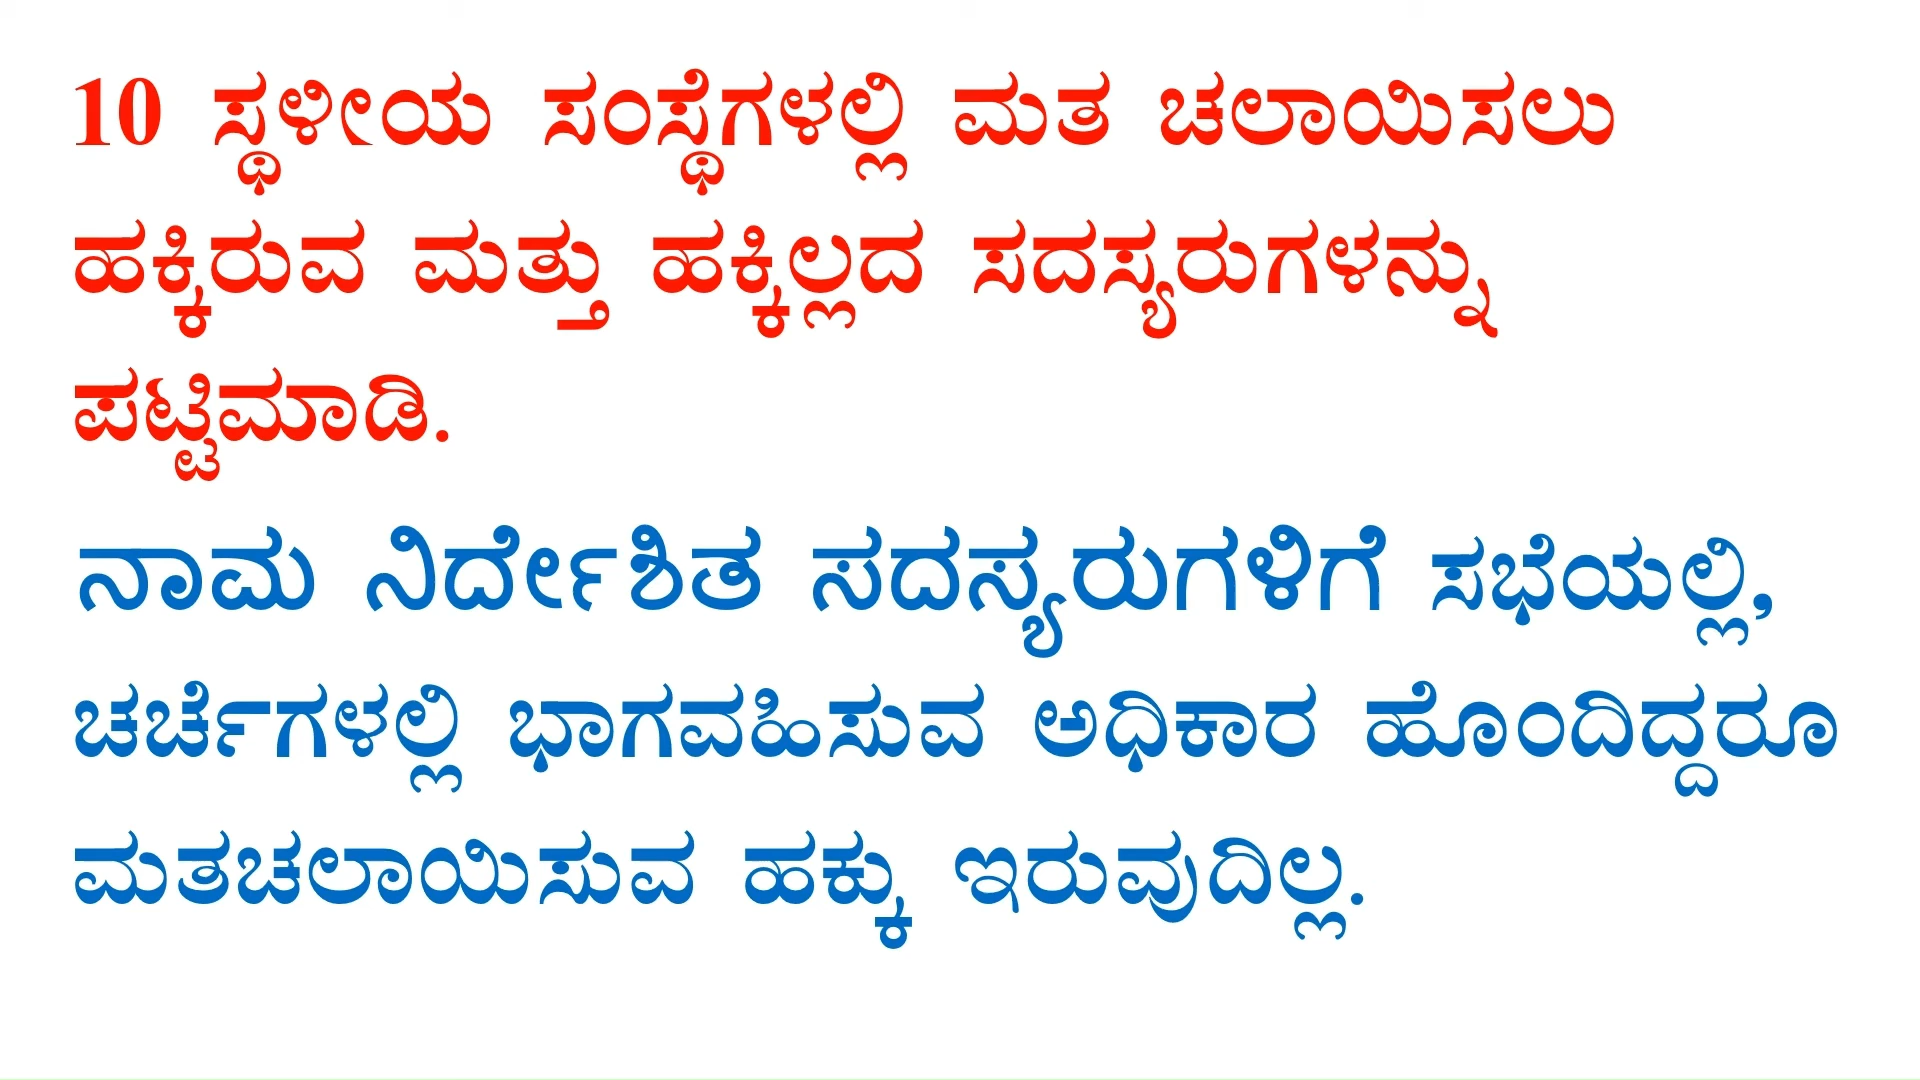 10 ಸ್ಥಳೀಯ ಸಂಸ್ಥೆಗಳಲ್ಲಿ ಮತ ಚಲಾಯಿಸಲು
ಹಕ್ಕಿರುವ ಮತ್ತು ಹಕ್ಕಿಲ್ಲದ ಸದಸ್ಯರುಗಳನ್ನು
ಪಟ್ಟಿಮಾಡಿ.
ನಾಮ ನಿರ್ದೇಶಿತ ಸದಸ್ಯರುಗಳಿಗೆ ಸಭೆಯಲ್ಲಿ,
ಚರ್ಚೆಗಳಲ್ಲಿ ಭಾಗವಹಿಸುವ ಅಧಿಕಾರ ಹೊಂದಿದ್ದರೂ
ಮತಚಲಾಯಿಸುವ ಹಕ್ಕು ಇರುವುದಿಲ್ಲ.